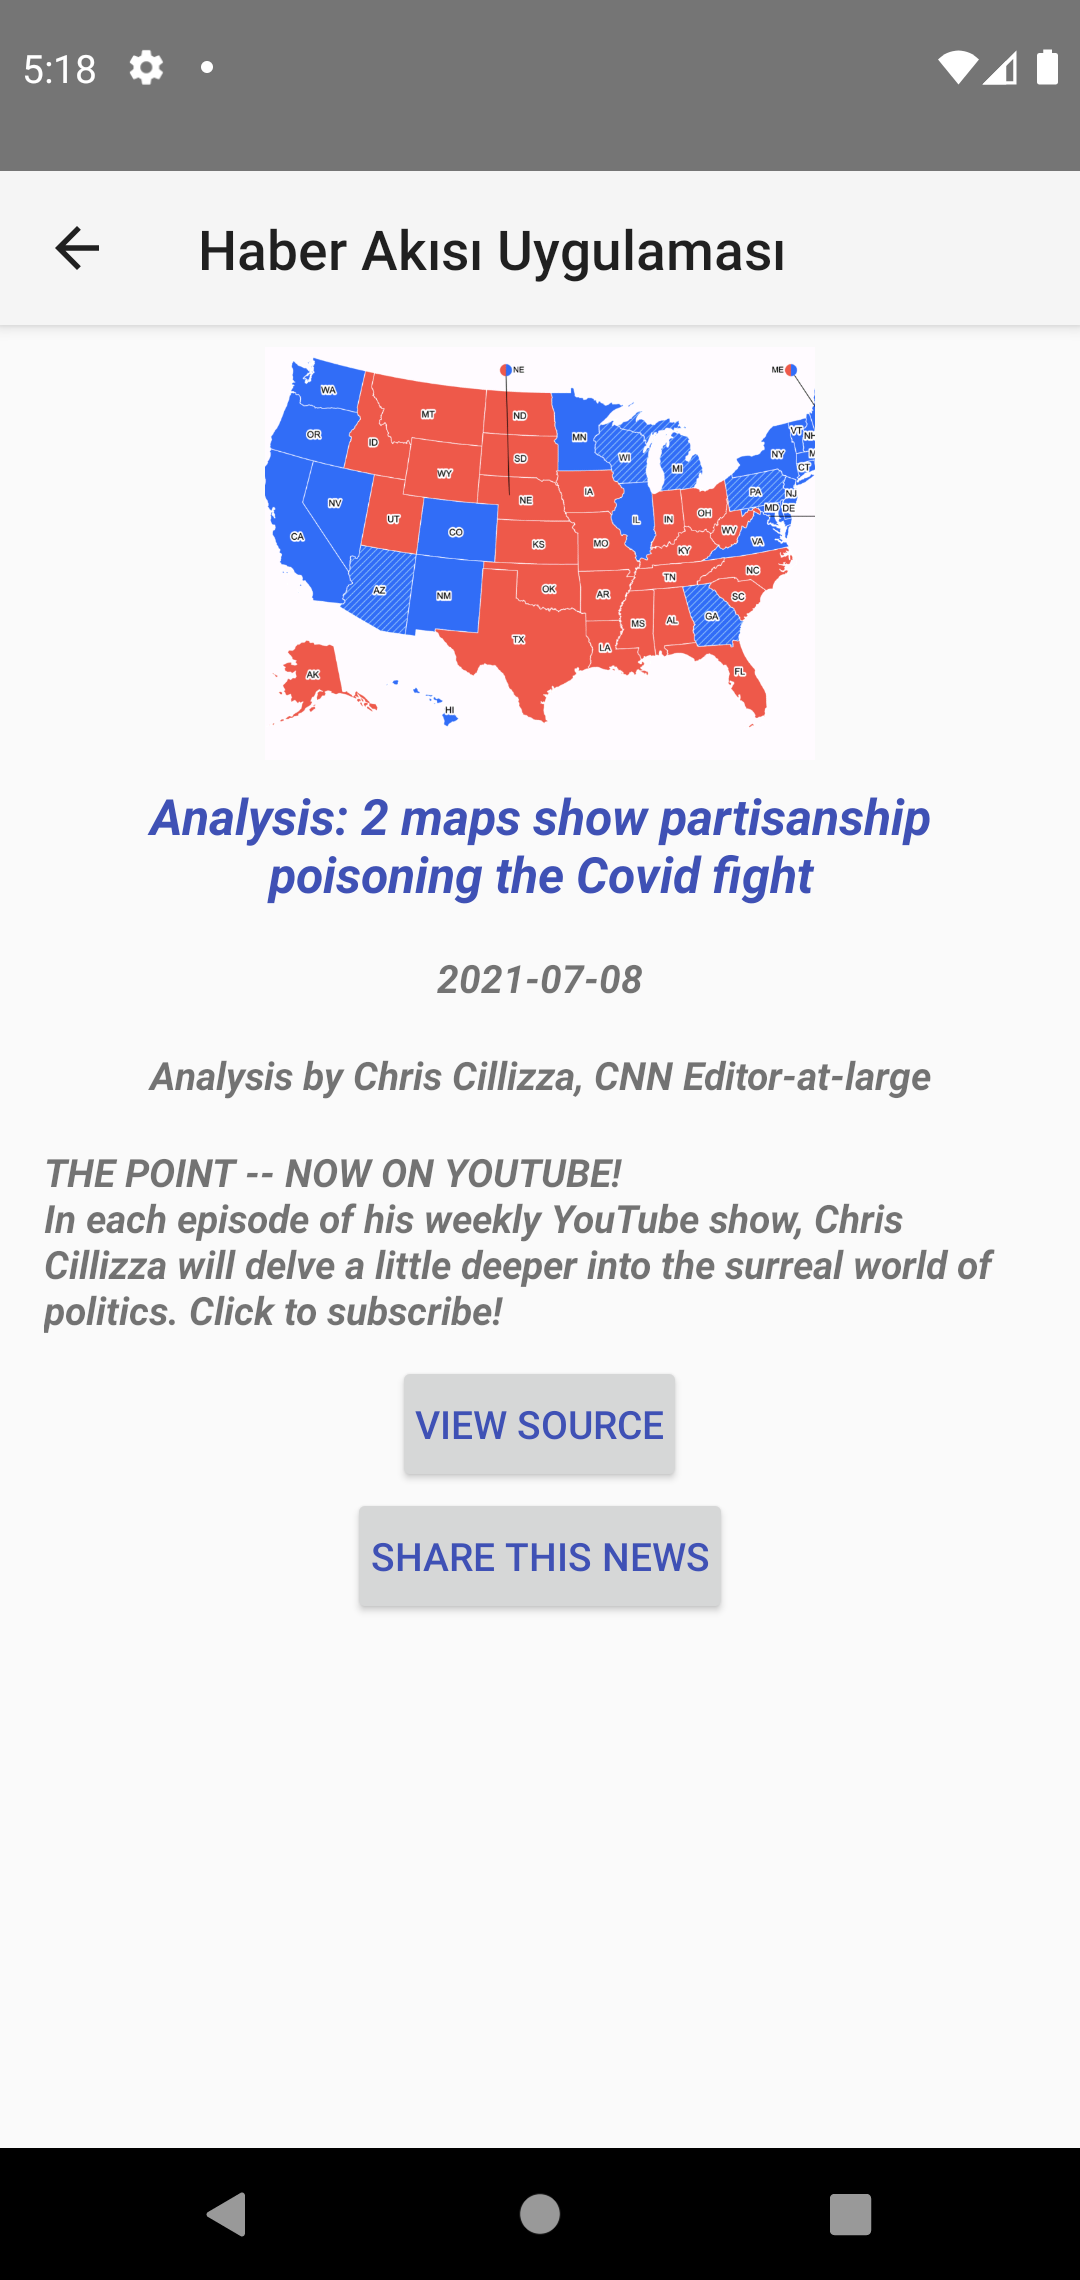 5:18
Haber Akısı Uygulaması
NE
ME
WA
MT
ND
MN
VT
NH
OR
ID
SD
WI
MI
NY
M
CT
WY
NE
IA
PA
NJ
NV
UT
CO
IL
IN
OH
MD
DE
CA
KS
MO
WV
VA
KY
AZ
NM
OK
AR
TN
NC
SC
TX
MS
AL
GA
LA
AK
FL
HI
Analysis: 2 maps show partisanship
poisoning the Covid fight
2021-07-08
Analysis by Chris Cillizza, CNN Editor-at-large
THE POINT -- NOW ON YOUTUBE!
In each episode of his weekly YouTube show, Chris
Cillizza will delve a little deeper into the surreal world of
politics. Click to subscribe!
VIEW SOURCE
SHARE THIS NEWS